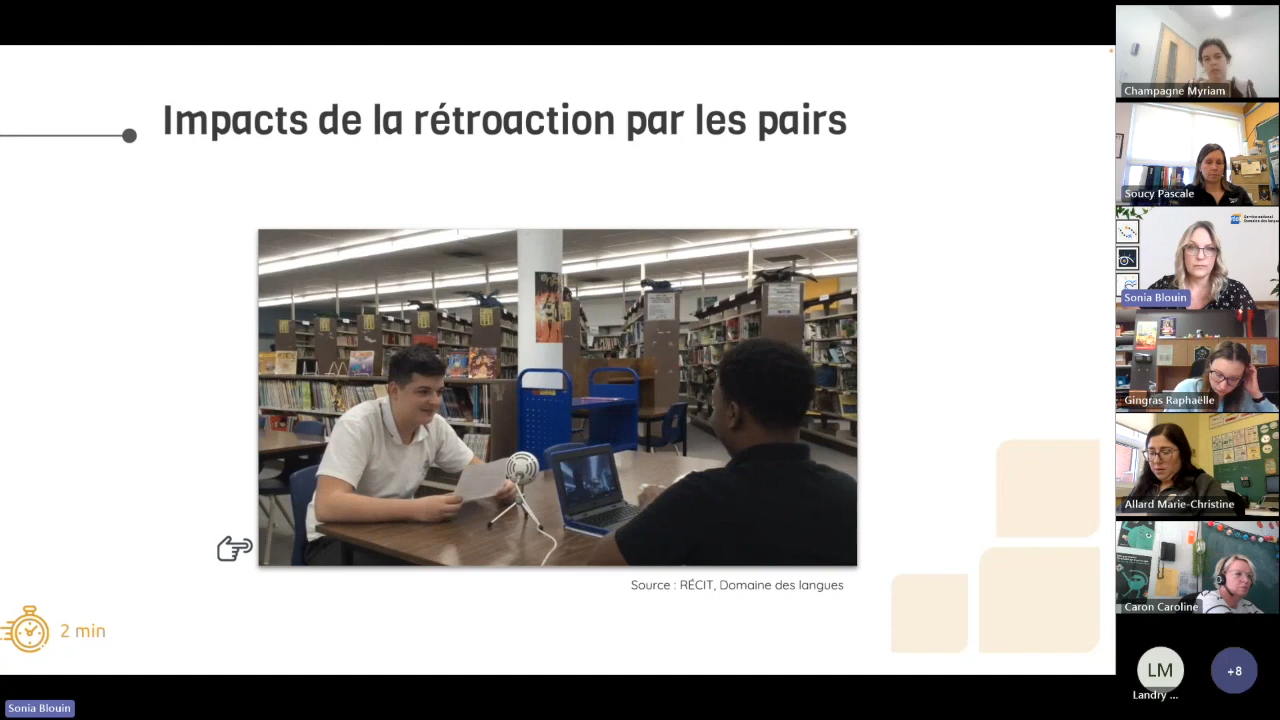 Impacts de la rétroaction par les pairs
Source : RÉCIT, Domaine des langues
2 min
Sonia Blouin
Champagne Myriam
Soucy Pascale
Sonia Blouin
Gingras Raphaëlle
Allard Marie-Christine
Caron Caroline
LM
Landry ...
+8